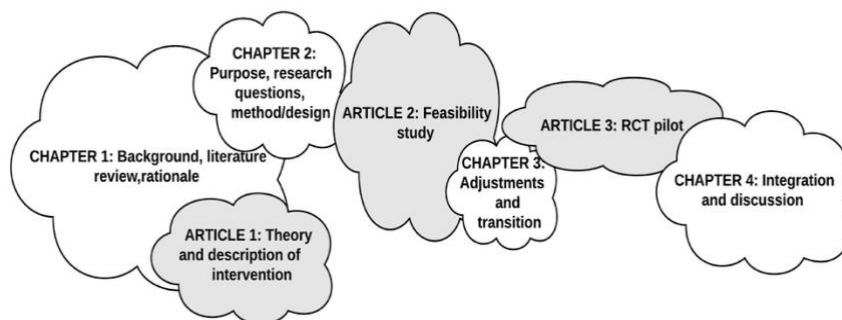 CHAPTER 1: Background, literature
review,rationale
CHAPTER 2:
Purpose, research
questions,
method/design
ARTICLE 1: Theory
and description of
intervention
ARTICLE 2: Feasibility
study
CHAPTER 3:
Adjustments
and
transition
ARTICLE 3: RCT pilot
CHAPTER 4: Integration
and discussion